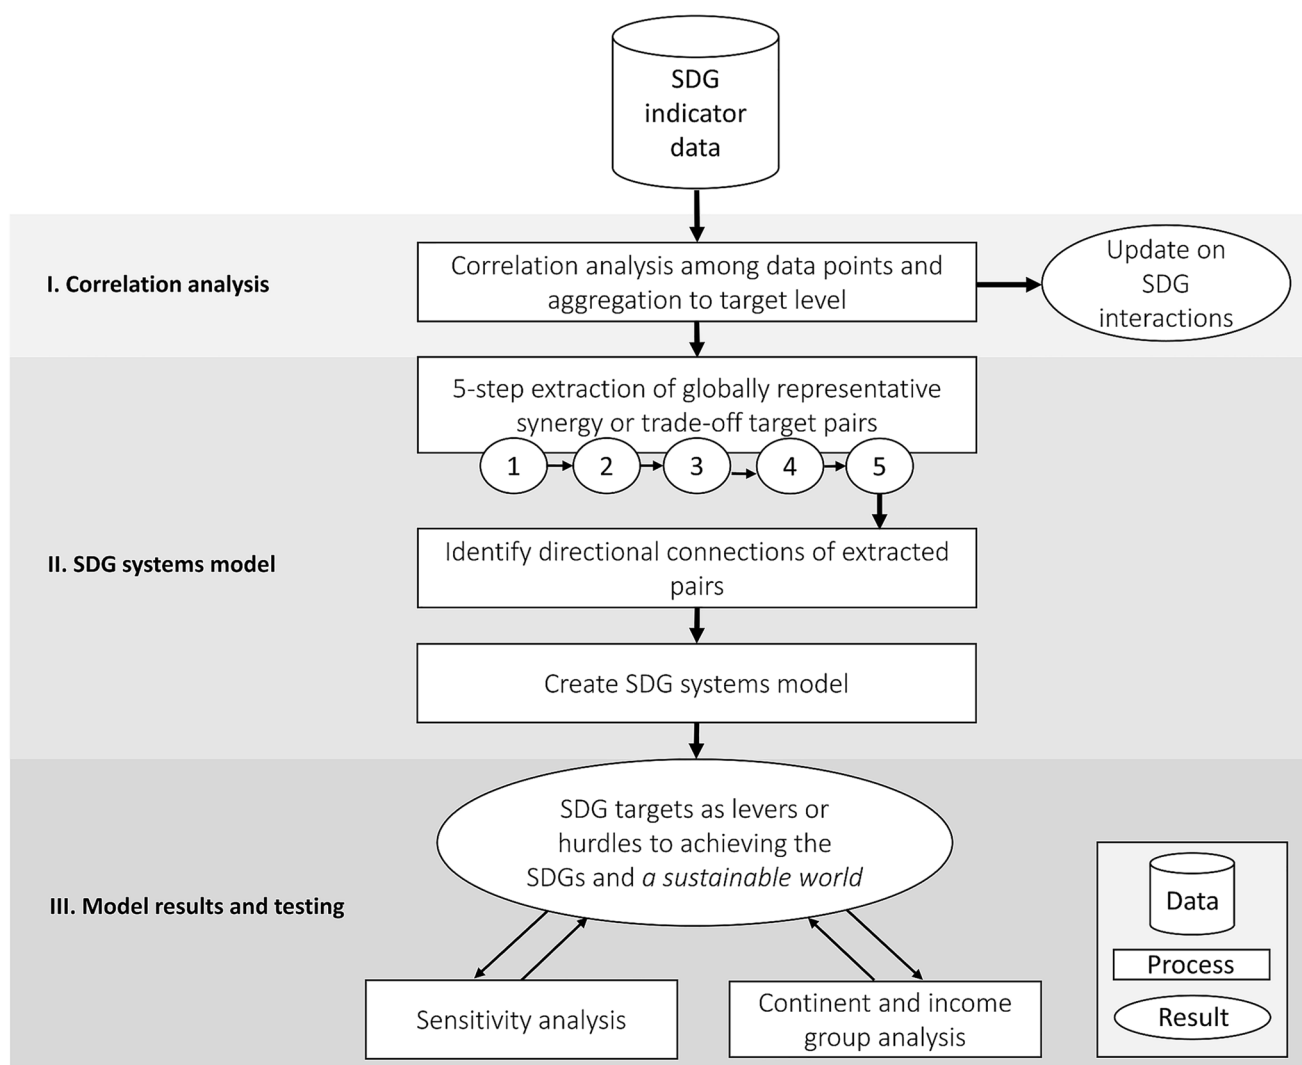 SDG
indicator
data
I. Correlation analysis
Correlation analysis among data points and
aggregation to target level
Update on
SDG
interactions
5-step extraction of globally representative
synergy or trade-off target pairs
1 2 3 4 5
II. SDG systems model
Identify directional connections of extracted
pairs
Create SDG systems model
III. Model results and testing
SDG targets as levers or
hurdles to achieving the
SDGs and a sustainable world
Sensitivity analysis
Continent and income
group analysis
Data
Process
Result